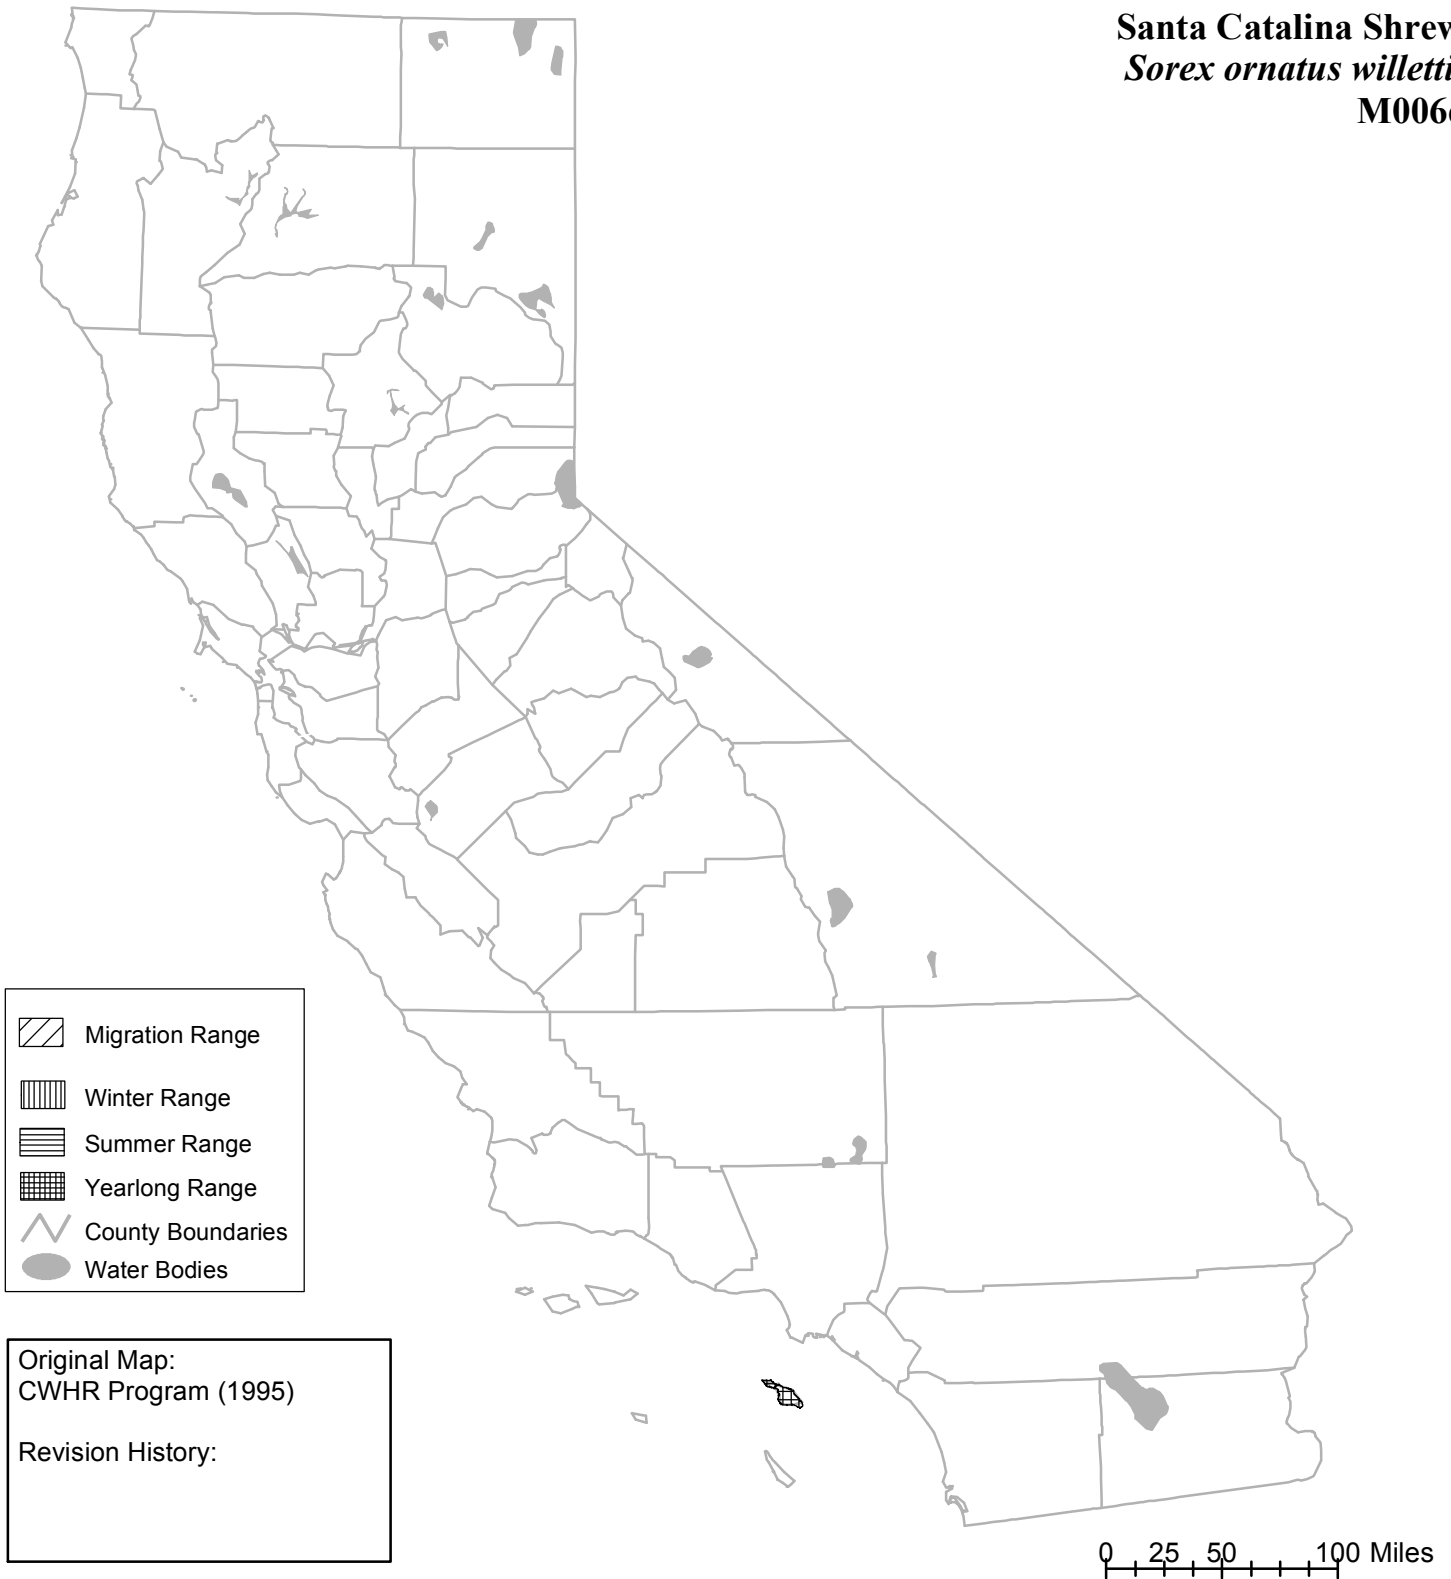 Santa Catalina Shrew
Sorex ornatus willetti
M006
Migration Range
Winter Range
Summer Range
Yearlong Range
County Boundaries
Water Bodies
Original Map:
CWHR Program (1995)
Revision History:
0 25 50 100 Miles